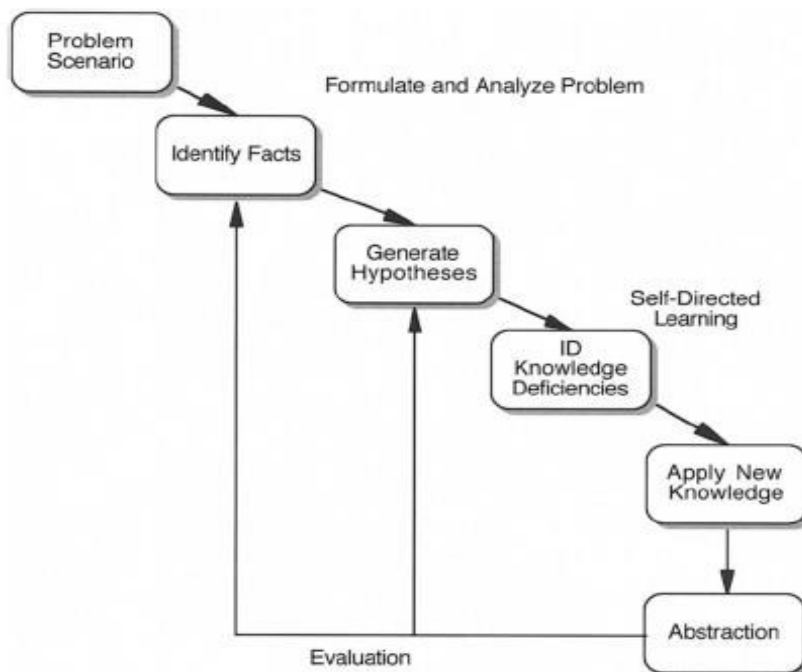 Problem
Scenario
Formulate and Analyze Problem
Identify Facts
Generate
Hypotheses
Self-Directed
Learning
ID
Knowledge
Deficiencies
Apply New
Knowledge
Abstraction
Evaluation